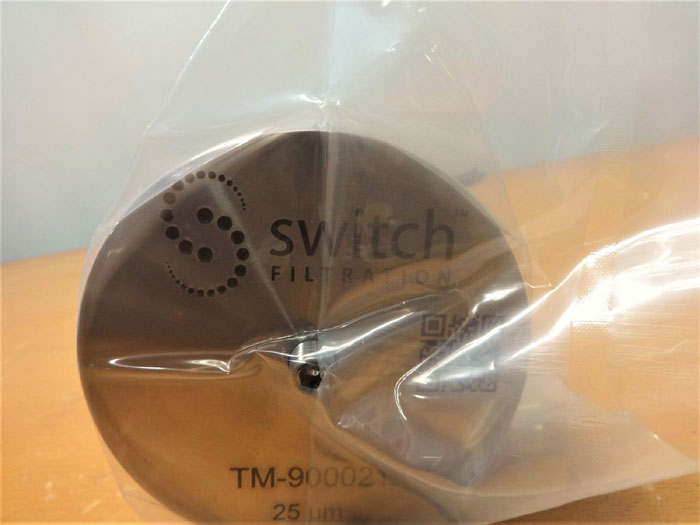 switch™
FILTRATION
TM-900021
25 µm